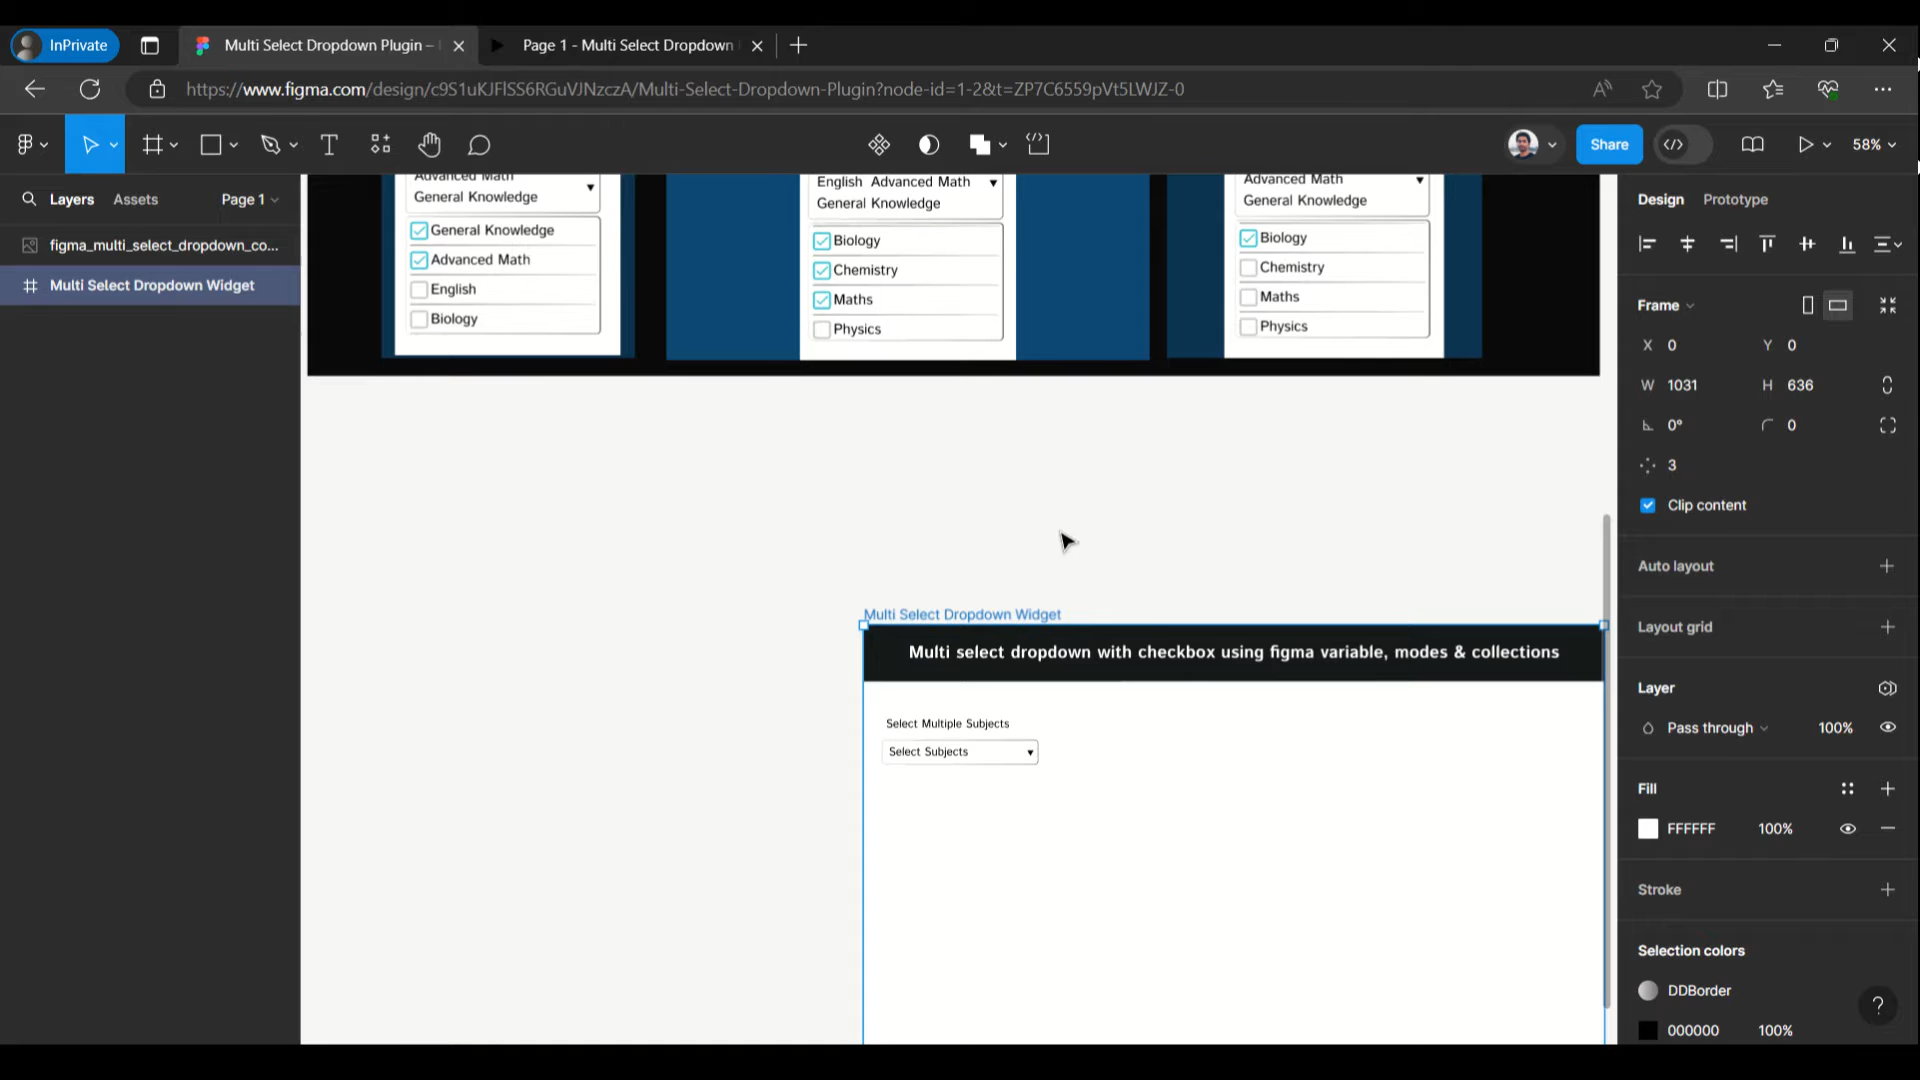 InPrivate
Multi Select Dropdown Plugin –
Page 1 - Multi Select Dropdown
https://www.figma.com/design/c9S1uKJFlSS6RGuVJNzczA/Multi-Select-Dropdown-Plugin?node-id=1-2&t=ZP7C6559pVt5LWJZ-0
Share
58%
Layers
Assets
Page 1
figma_multi_select_dropdown_co...
Multi Select Dropdown Widget
Advanced Math
General Knowledge
General Knowledge
Advanced Math
English
Biology
English Advanced Math
General Knowledge
Biology
Chemistry
Maths
Physics
Advanced Math
General Knowledge
Biology
Chemistry
Maths
Physics
Multi Select Dropdown Widget
Multi select dropdown with checkbox using figma variable, modes & collections
Select Multiple Subjects
Select Subjects
Design
Prototype
Frame
X 0
Y 0
W 1031
H 636
0°
0
3
Clip content
Auto layout
Layout grid
Layer
Pass through
100%
Fill
FFFFFF
100%
Stroke
Selection colors
DDBorder
000000
100%
?